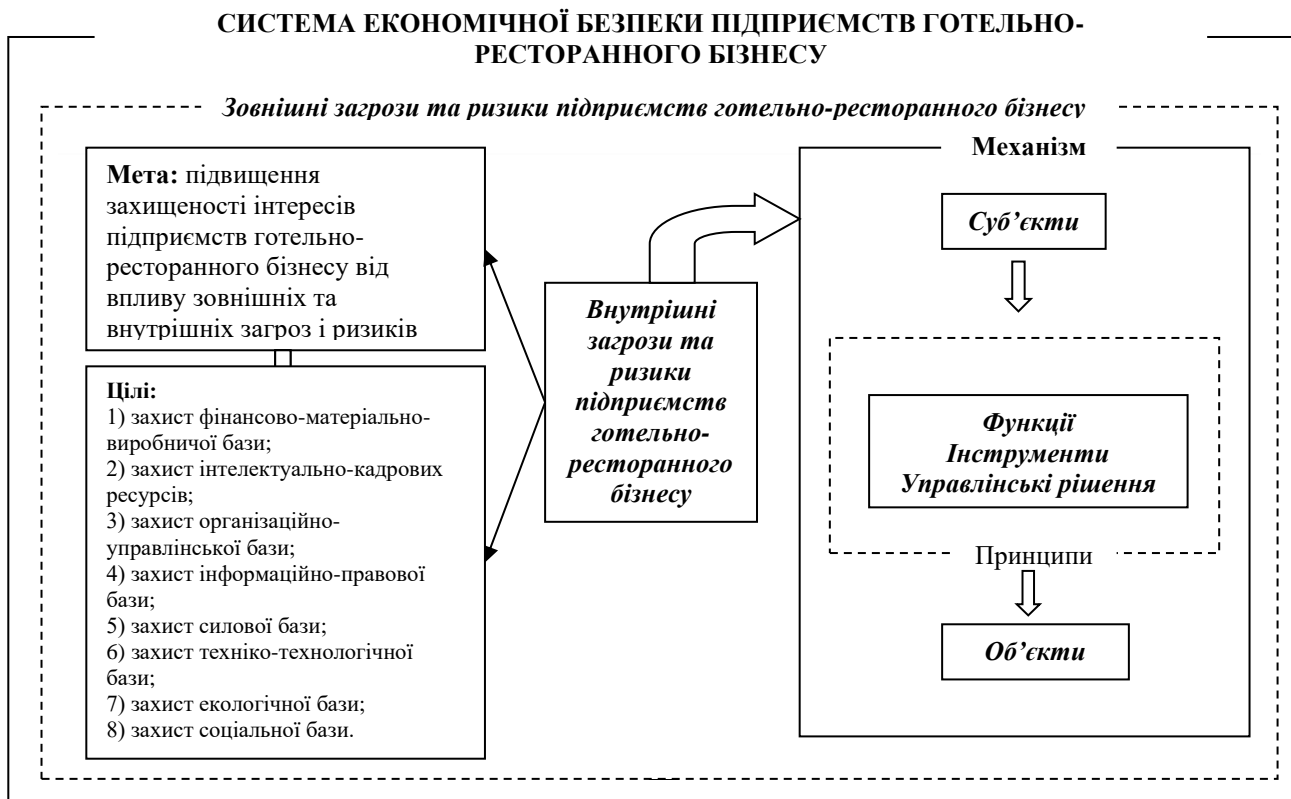 СИСТЕМА ЕКОНОМІЧНОЇ БЕЗПЕКИ ПІДПРИЄМСТВ ГОТЕЛЬНО-
РЕСТОРАННОГО БІЗНЕСУ
Зовнішні загрози та ризики підприємств готельно-ресторанного бізнесу
Мета: підвищення
захищеності інтересів
підприємств готельно-
ресторанного бізнесу від
впливу зовнішніх та
внутрішніх загроз і ризиків
Цілі:
1) захист фінансово-матеріально-
виробничої бази;
2) захист інтелектуально-кадрових
ресурсів;
3) захист організаційно-
управлінської бази;
4) захист інформаційно-правової
бази;
5) захист силової бази;
6) захист техніко-технологічної
бази;
7) захист екологічної бази;
8) захист соціальної бази.
Внутрішні
загрози та
ризики
підприємств
готельно-
ресторанного
бізнесу
Механізм
Суб’єкти
Функції
Інструменти
Управлінські рішення
Принципи
Об’єкти